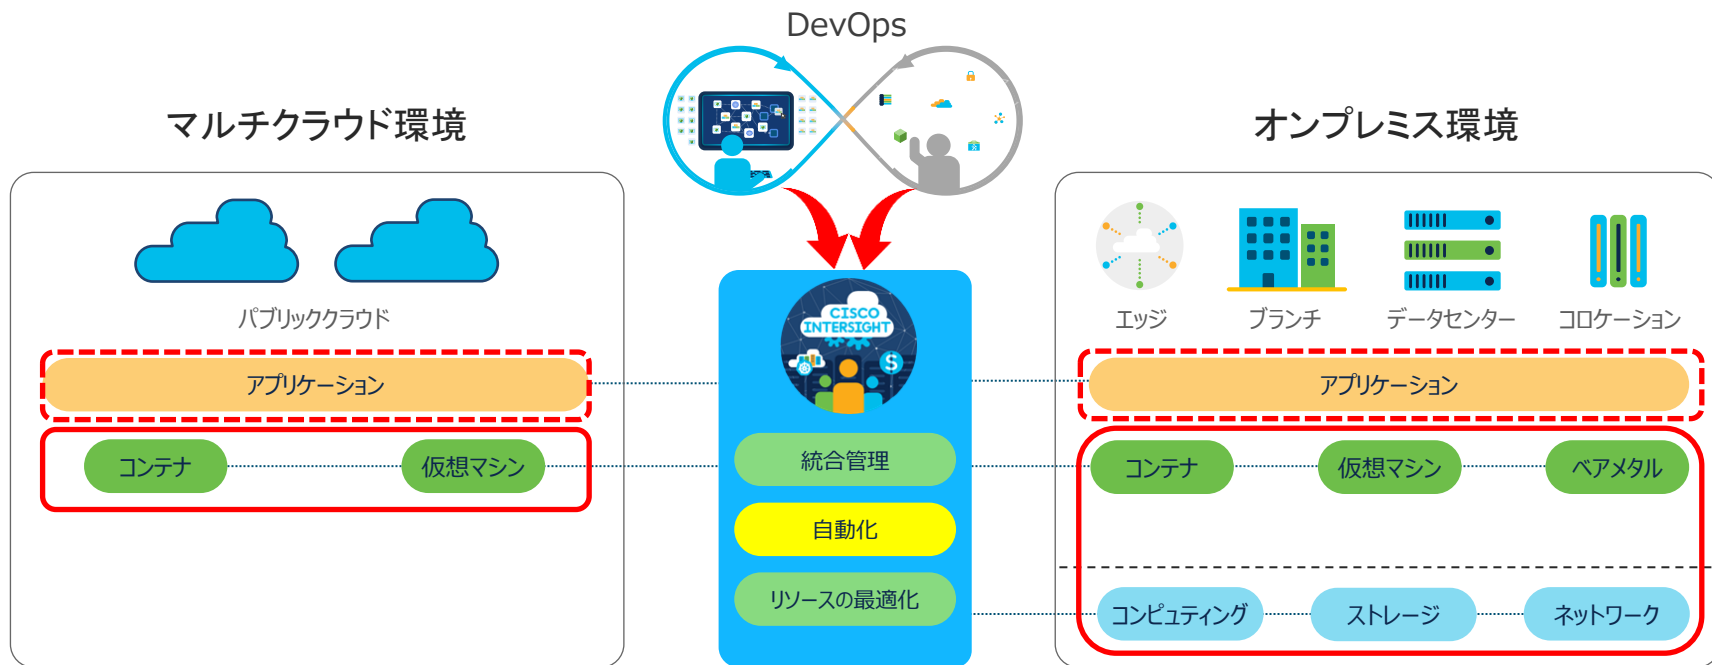 DevOps
マルチクラウド環境
オンプレミス環境
パブリッククラウド
エッジ
ブランチ
データセンター
コロケーション
CISCO
INTERSIGHT
$
アプリケーション
アプリケーション
コンテナ
仮想マシン
統合管理
コンテナ
仮想マシン
ベアメタル
自動化
リソースの最適化
コンピュティング
ストレージ
ネットワーク